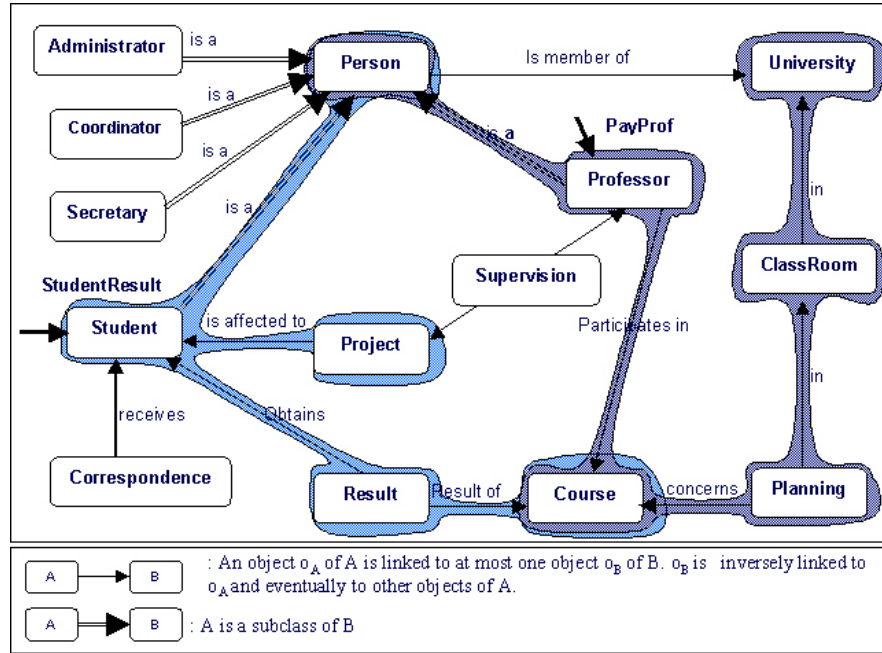 Administrator
is a
Person
Is member of
University
is a
Coordinator
is a
is a
PayProf
Professor
Secretary
is a
in
StudentResult
Supervision
ClassRoom
Student
is affected to
Project
Participates in
in
receives
Obtains
Correspondence
Result
Result of
Course
concerns
Planning
A
B
: An object oA of A is linked to at most one object oB of B. oB is inversely linked to
oA and eventually to other objects of A.
A
B
: A is a subclass of B